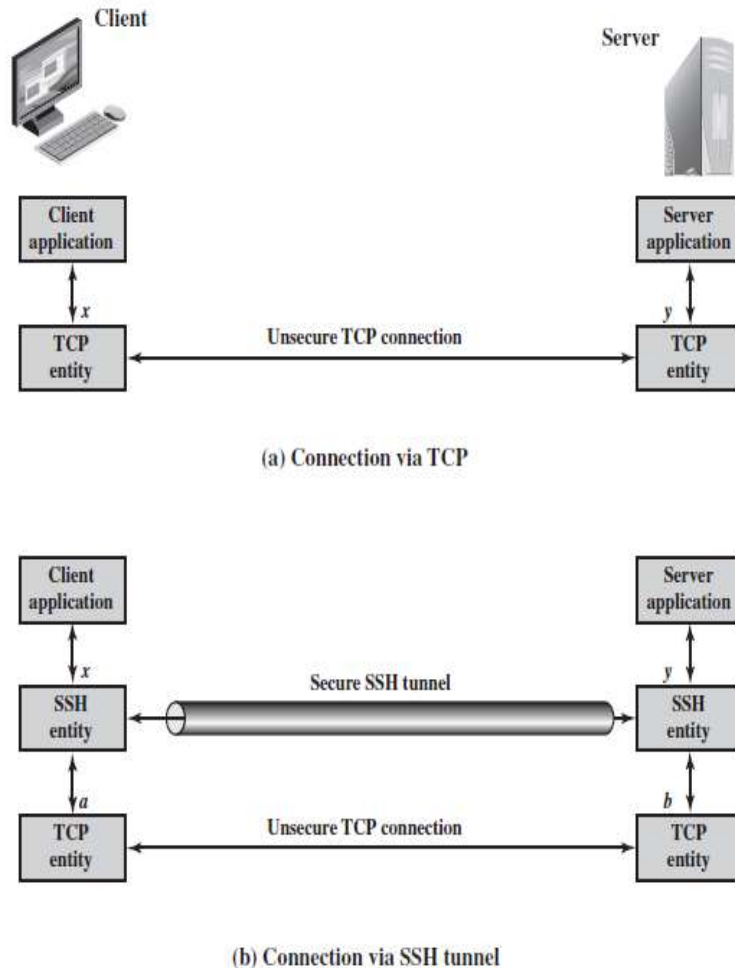 Client
Server
Client
application
Server
application
x
y
TCP
entity
Unsecure TCP connection
TCP
entity
(a) Connection via TCP
Client
application
Server
application
x
y
SSH
entity
Secure SSH tunnel
SSH
entity
a
b
TCP
entity
Unsecure TCP connection
TCP
entity
(b) Connection via SSH tunnel